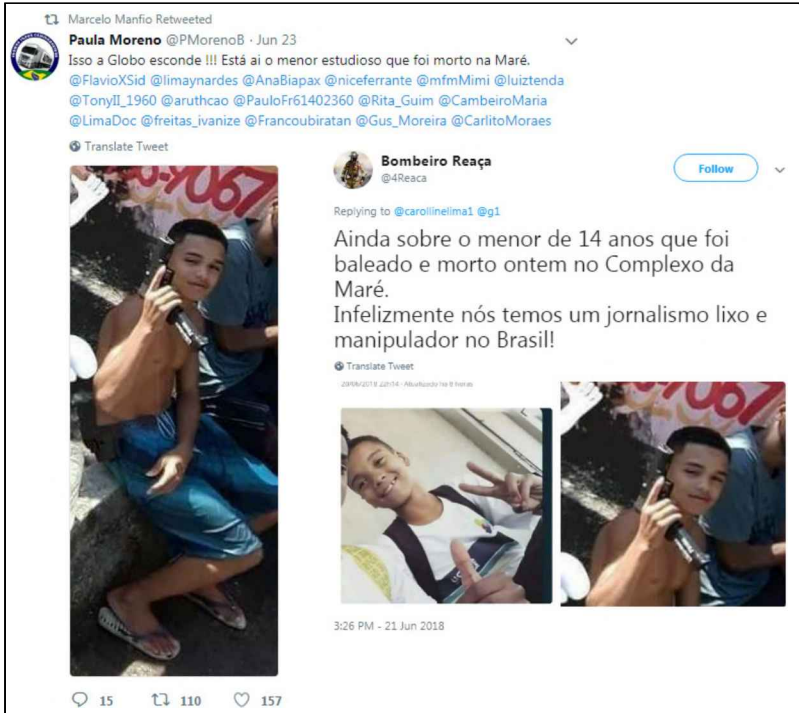 Marcelo Manfio Retweeted
Paula Moreno @PMorenoB · Jun 23
Isso a Globo esconde !!! Está ai o menor estudioso que foi morto na Maré.
@FlavioXSid @limaynardes @AnaBiapax @niceferrante @mfmMimi @luiztenda
@TonyII_1960 @aruthcao @PauloFr61402360 @Rita_Guim @CambeiroMaria
@LimaDoc @freitas_ivanize @Francoubiratan @Gus_Moreira @CarlitoMoraes
Translate Tweet
9067
15 110 157
Bombeiro Reaça
@4Reaca
Follow
Replying to @carollinelima1 @g1
Ainda sobre o menor de 14 anos que foi
baleado e morto ontem no Complexo da
Maré.
Infelizmente nós temos um jornalismo lixo e
manipulador no Brasil!
Translate Tweet
7067
3:26 PM - 21 Jun 2018